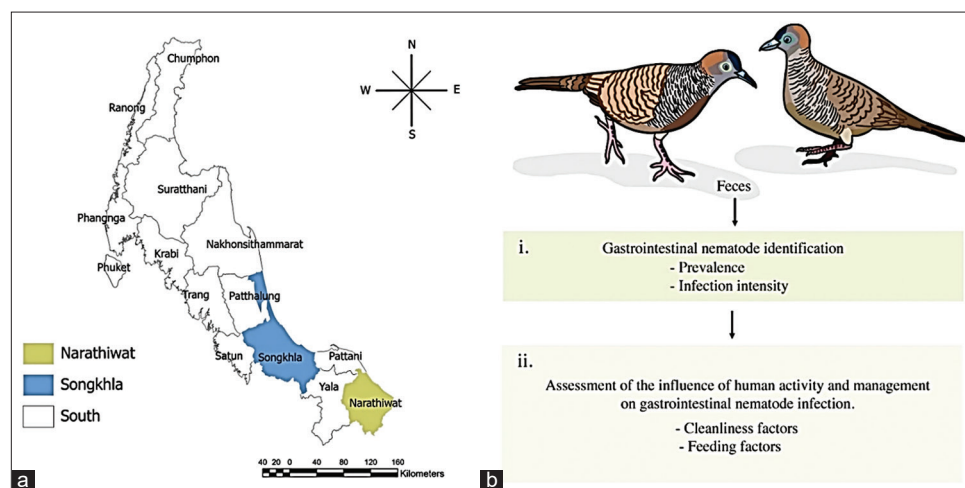 Chumphon
Ranong
Suratthani
Phangnga
Nakhonsithammarat
Krabi
Phuket
Trang
Patthalung
Satun
Songkhla
Pattani
Yala
Narathiwat
N
W
E
S
Narathiwat
Songkhla
South
40 20 0 40 80 120 160
Kilometers
a
Feces
i. Gastrointestinal nematode identification
- Prevalence
- Infection intensity
ii.
Assessment of the influence of human activity and management
on gastrointestinal nematode infection.
- Cleanliness factors
- Feeding factors
b